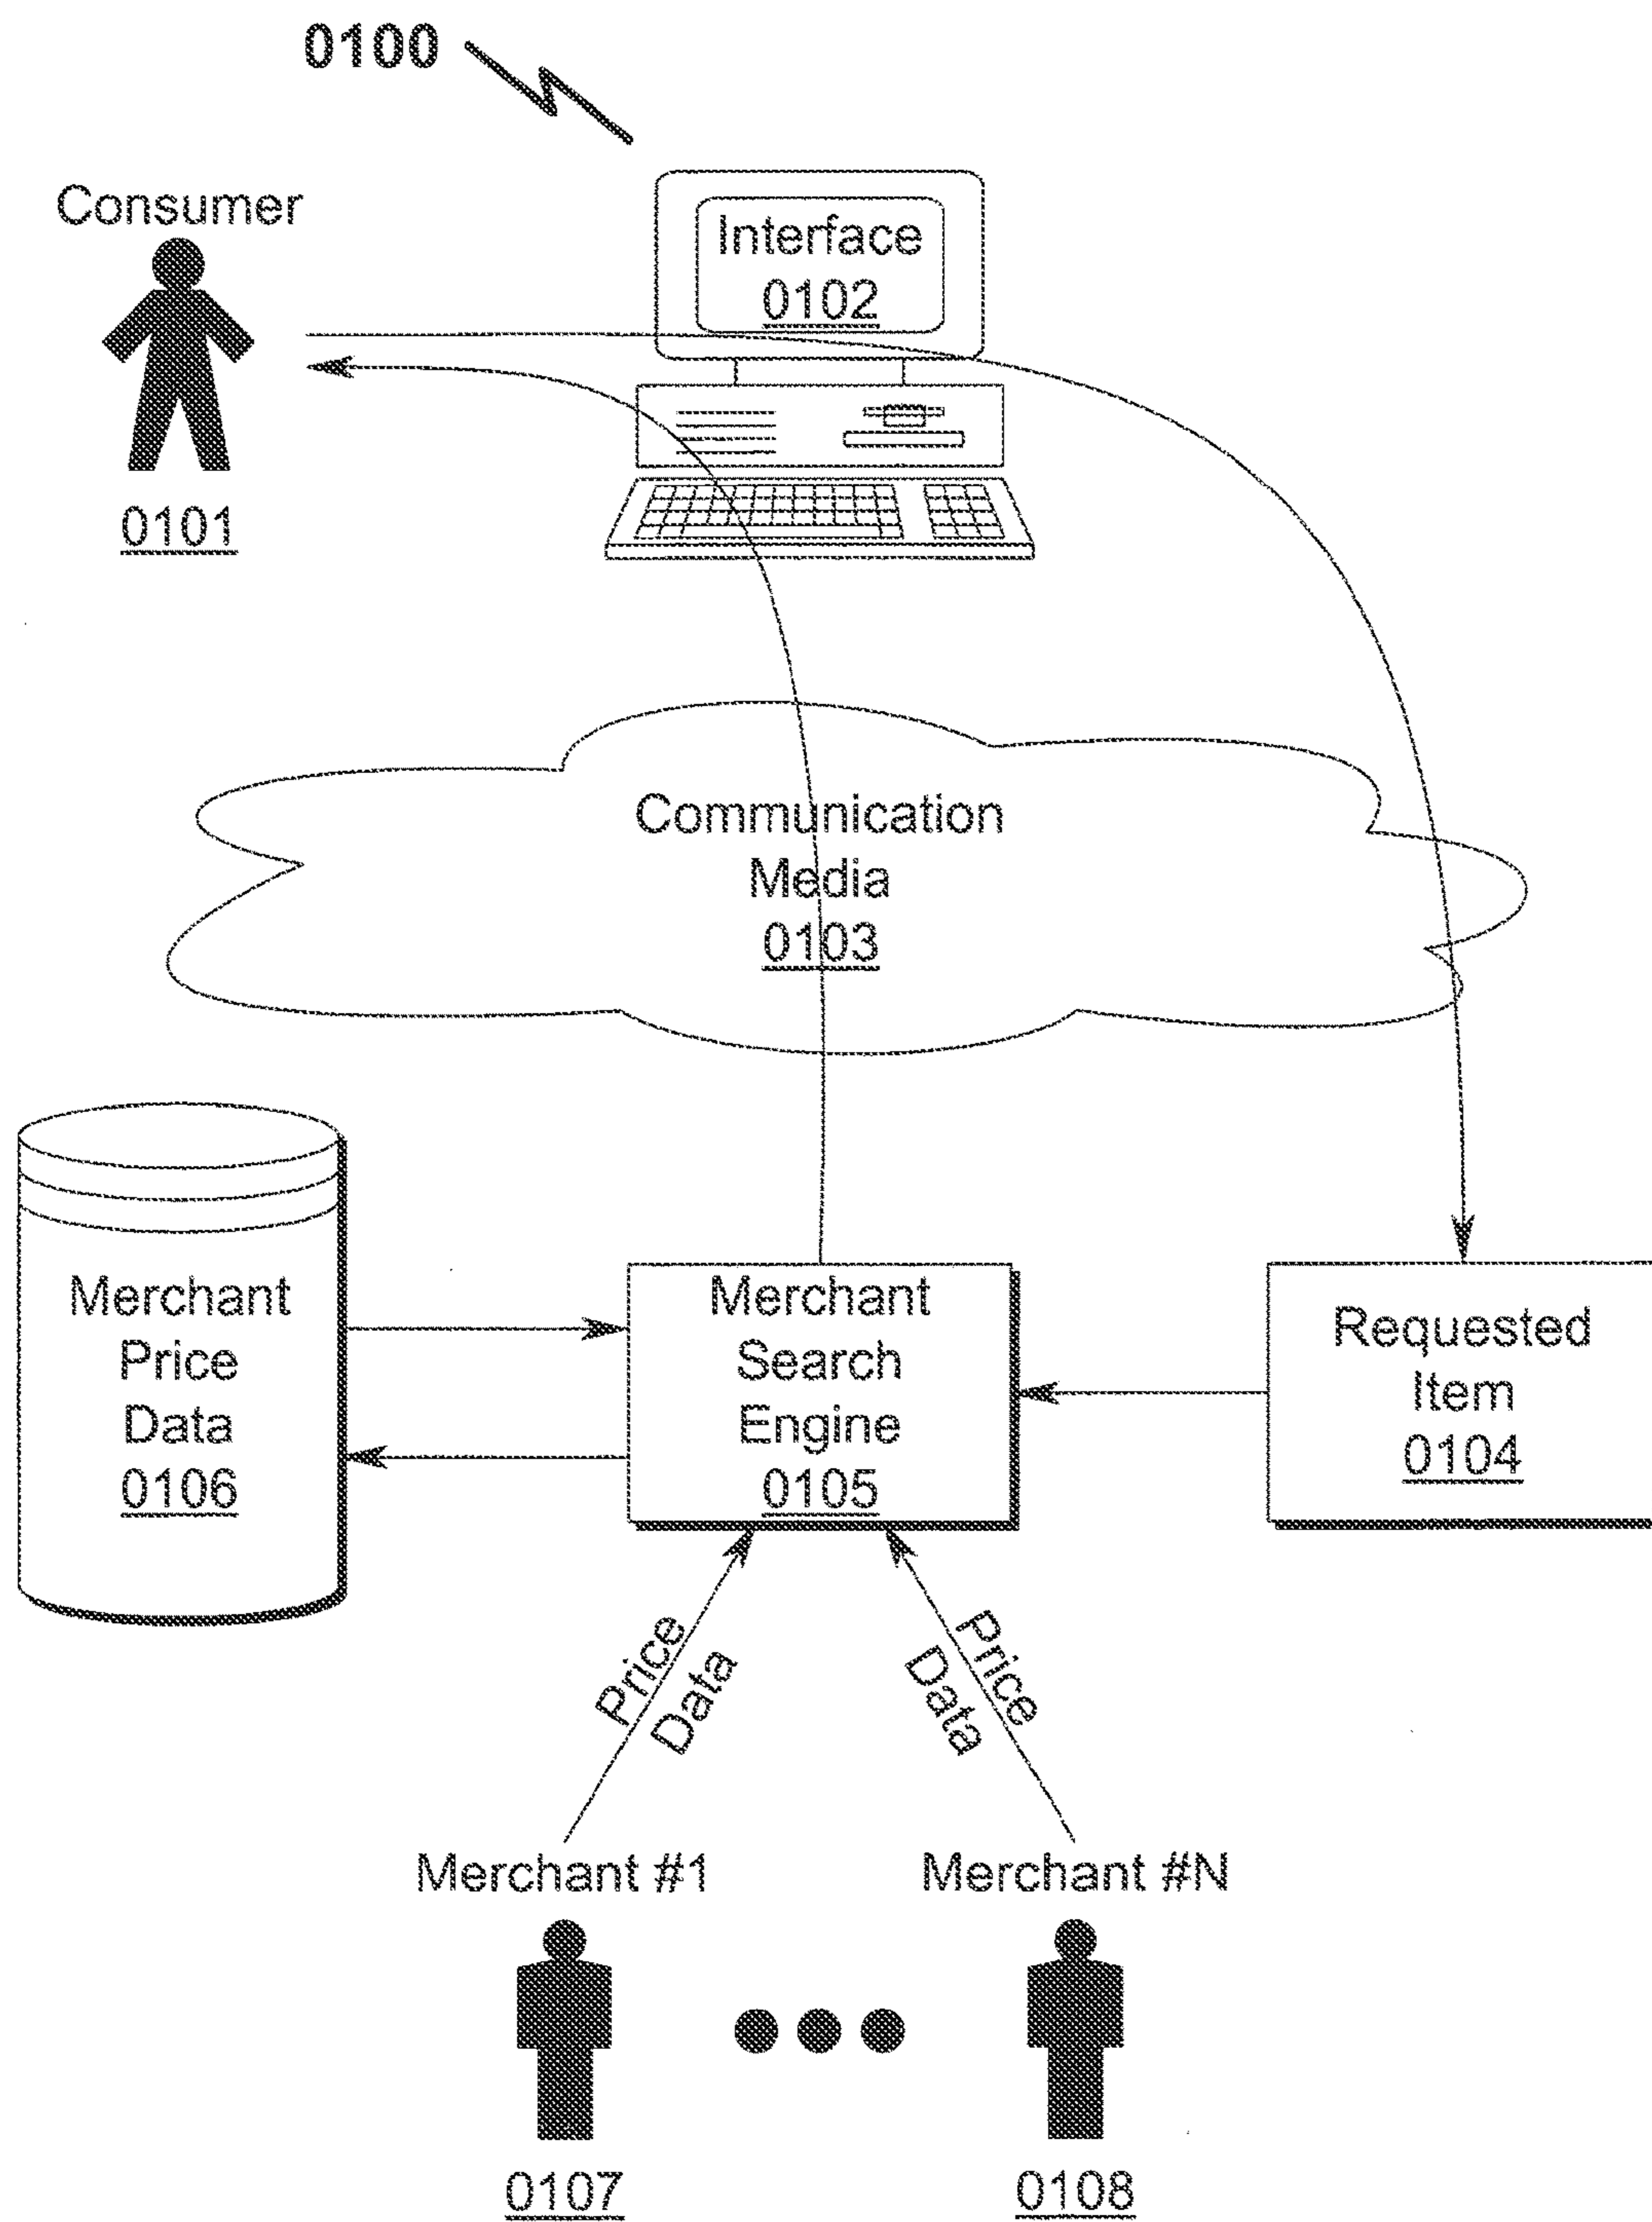 0100
Consumer
0101
Interface
0102
Communication
Media
0103
Merchant
Price
Data
0106
Merchant
Search
Engine
0105
Requested
Item
0104
Price
Data
Price
Data
Merchant #1
Merchant #N
0107
0108